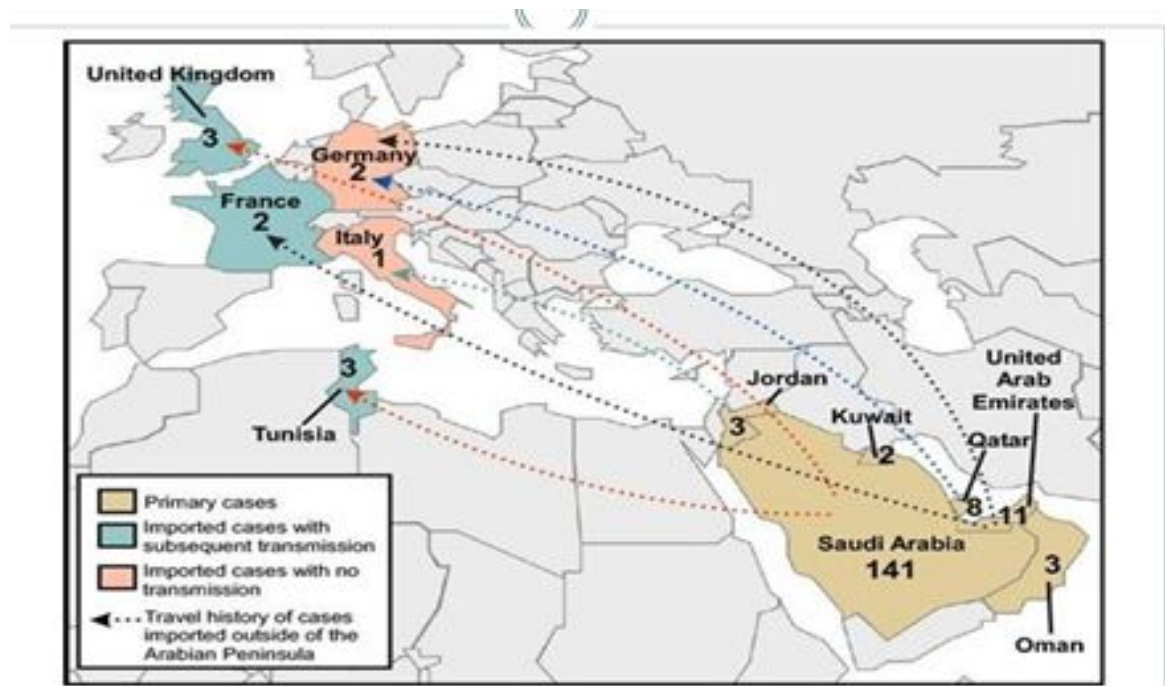 United Kingdom
3
Germany
2
France
2
Italy
1
3
Tunisia
Jordan
3
Kuwait
2
United
Arab
Emirates
Qatar
8
11
Saudi Arabia
141
3
Oman
Primary cases
Imported cases with
subsequent transmission
Imported cases with no
transmission
Travel history of cases
imported outside of the
Arabian Peninsula